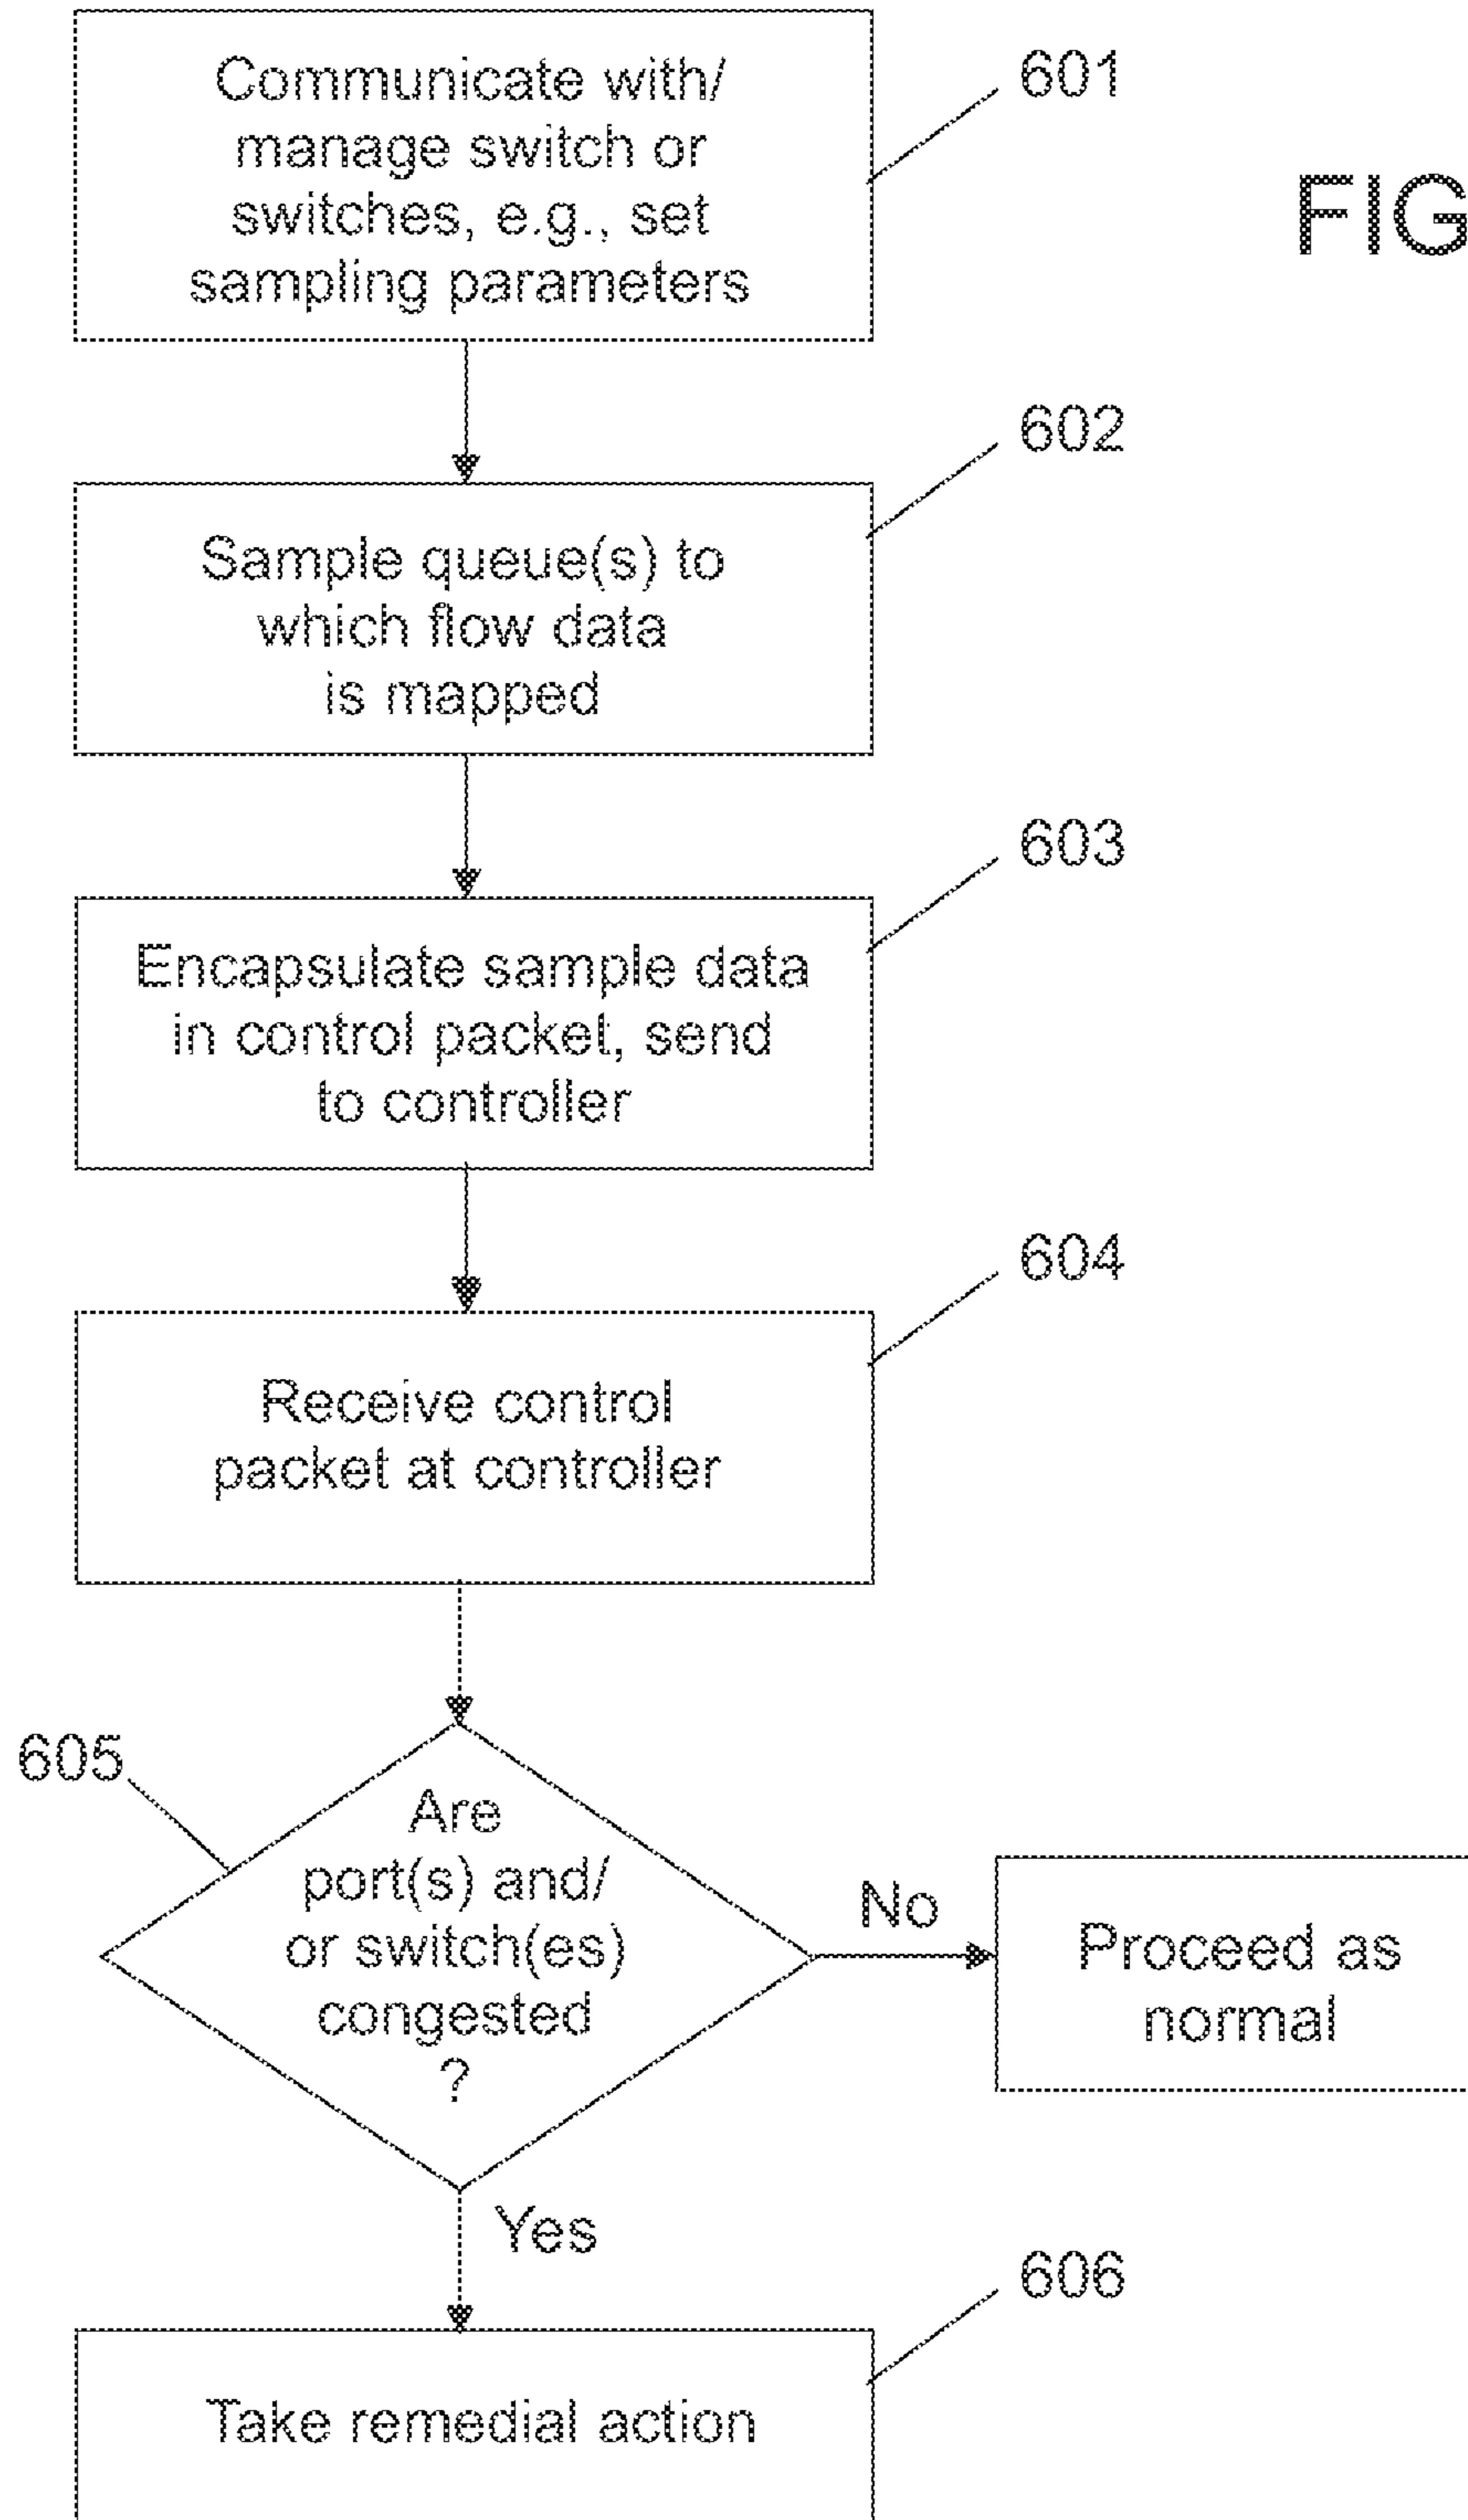 Communicate with/
manage switch or
switches, e.g., set
sampling parameters
601
FIG
602
Sample queue(s) to
which flow data
is mapped
603
Encapsulate sample data
in control packet, send
to controller
604
Receive control
packet at controller
605
Are
port(s) and/
or switch(es)
congested
?
No
Proceed as
normal
Yes
606
Take remedial action